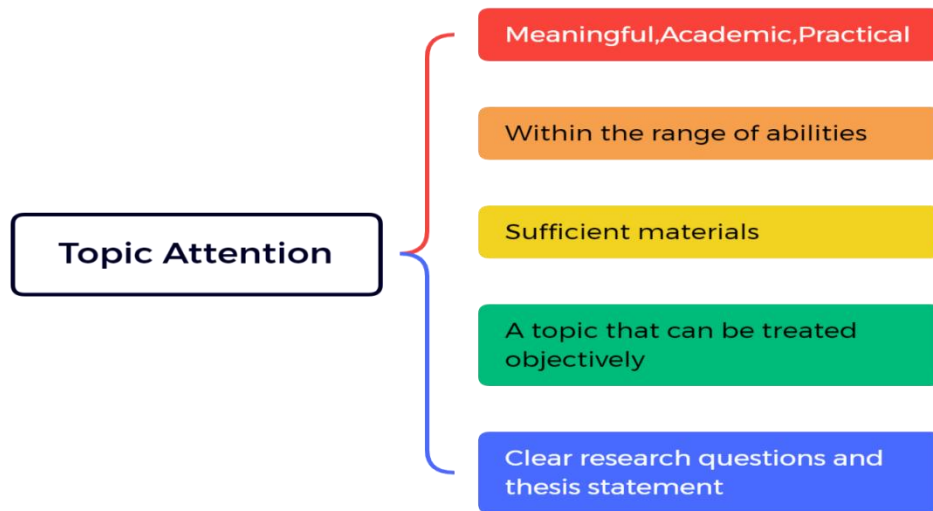 Topic Attention
Meaningful,Academic,Practical
Within the range of abilities
Sufficient materials
A topic that can be treated
objectively
Clear research questions and
thesis statement